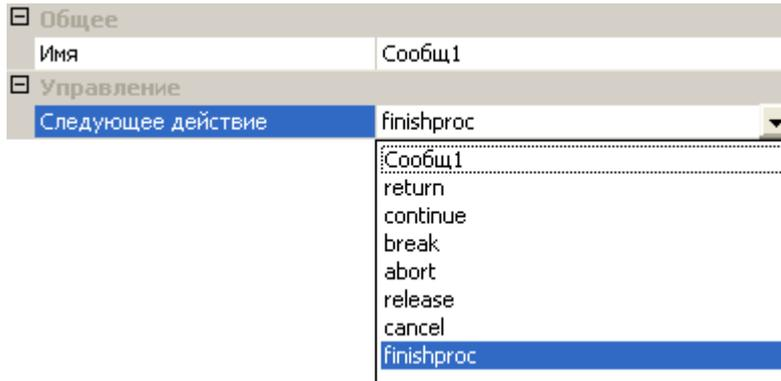 Общее
Имя Сообщ1
Управление
Следующее действие finishproc
Сообщ1
return
continue
break
abort
release
cancel
finishproc